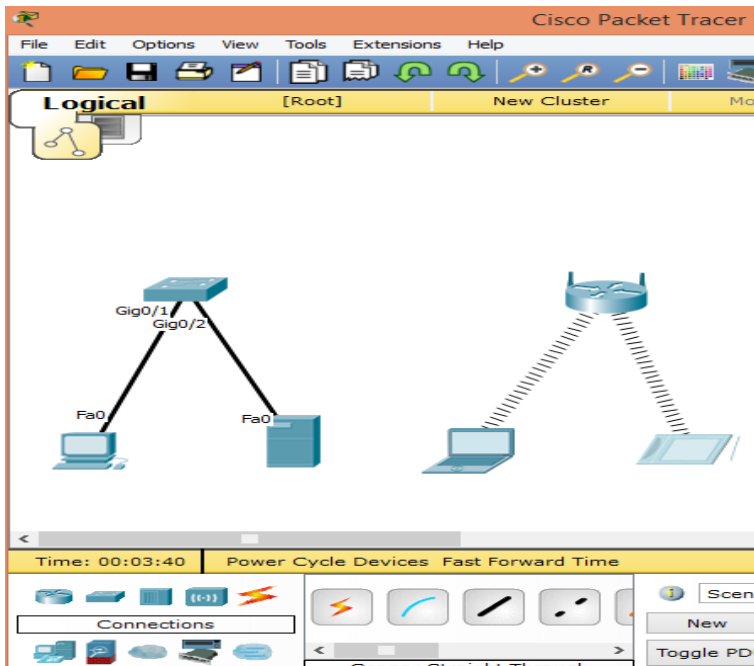 Cisco Packet Tracer
File Edit Options View Tools Extensions Help
Logical [Root] New Cluster
Gig0/1
Gig0/2
Fa0 Fa0
Time: 00:03:40 Power Cycle Devices Fast Forward Time
Scen
Connections New
Toggle PD